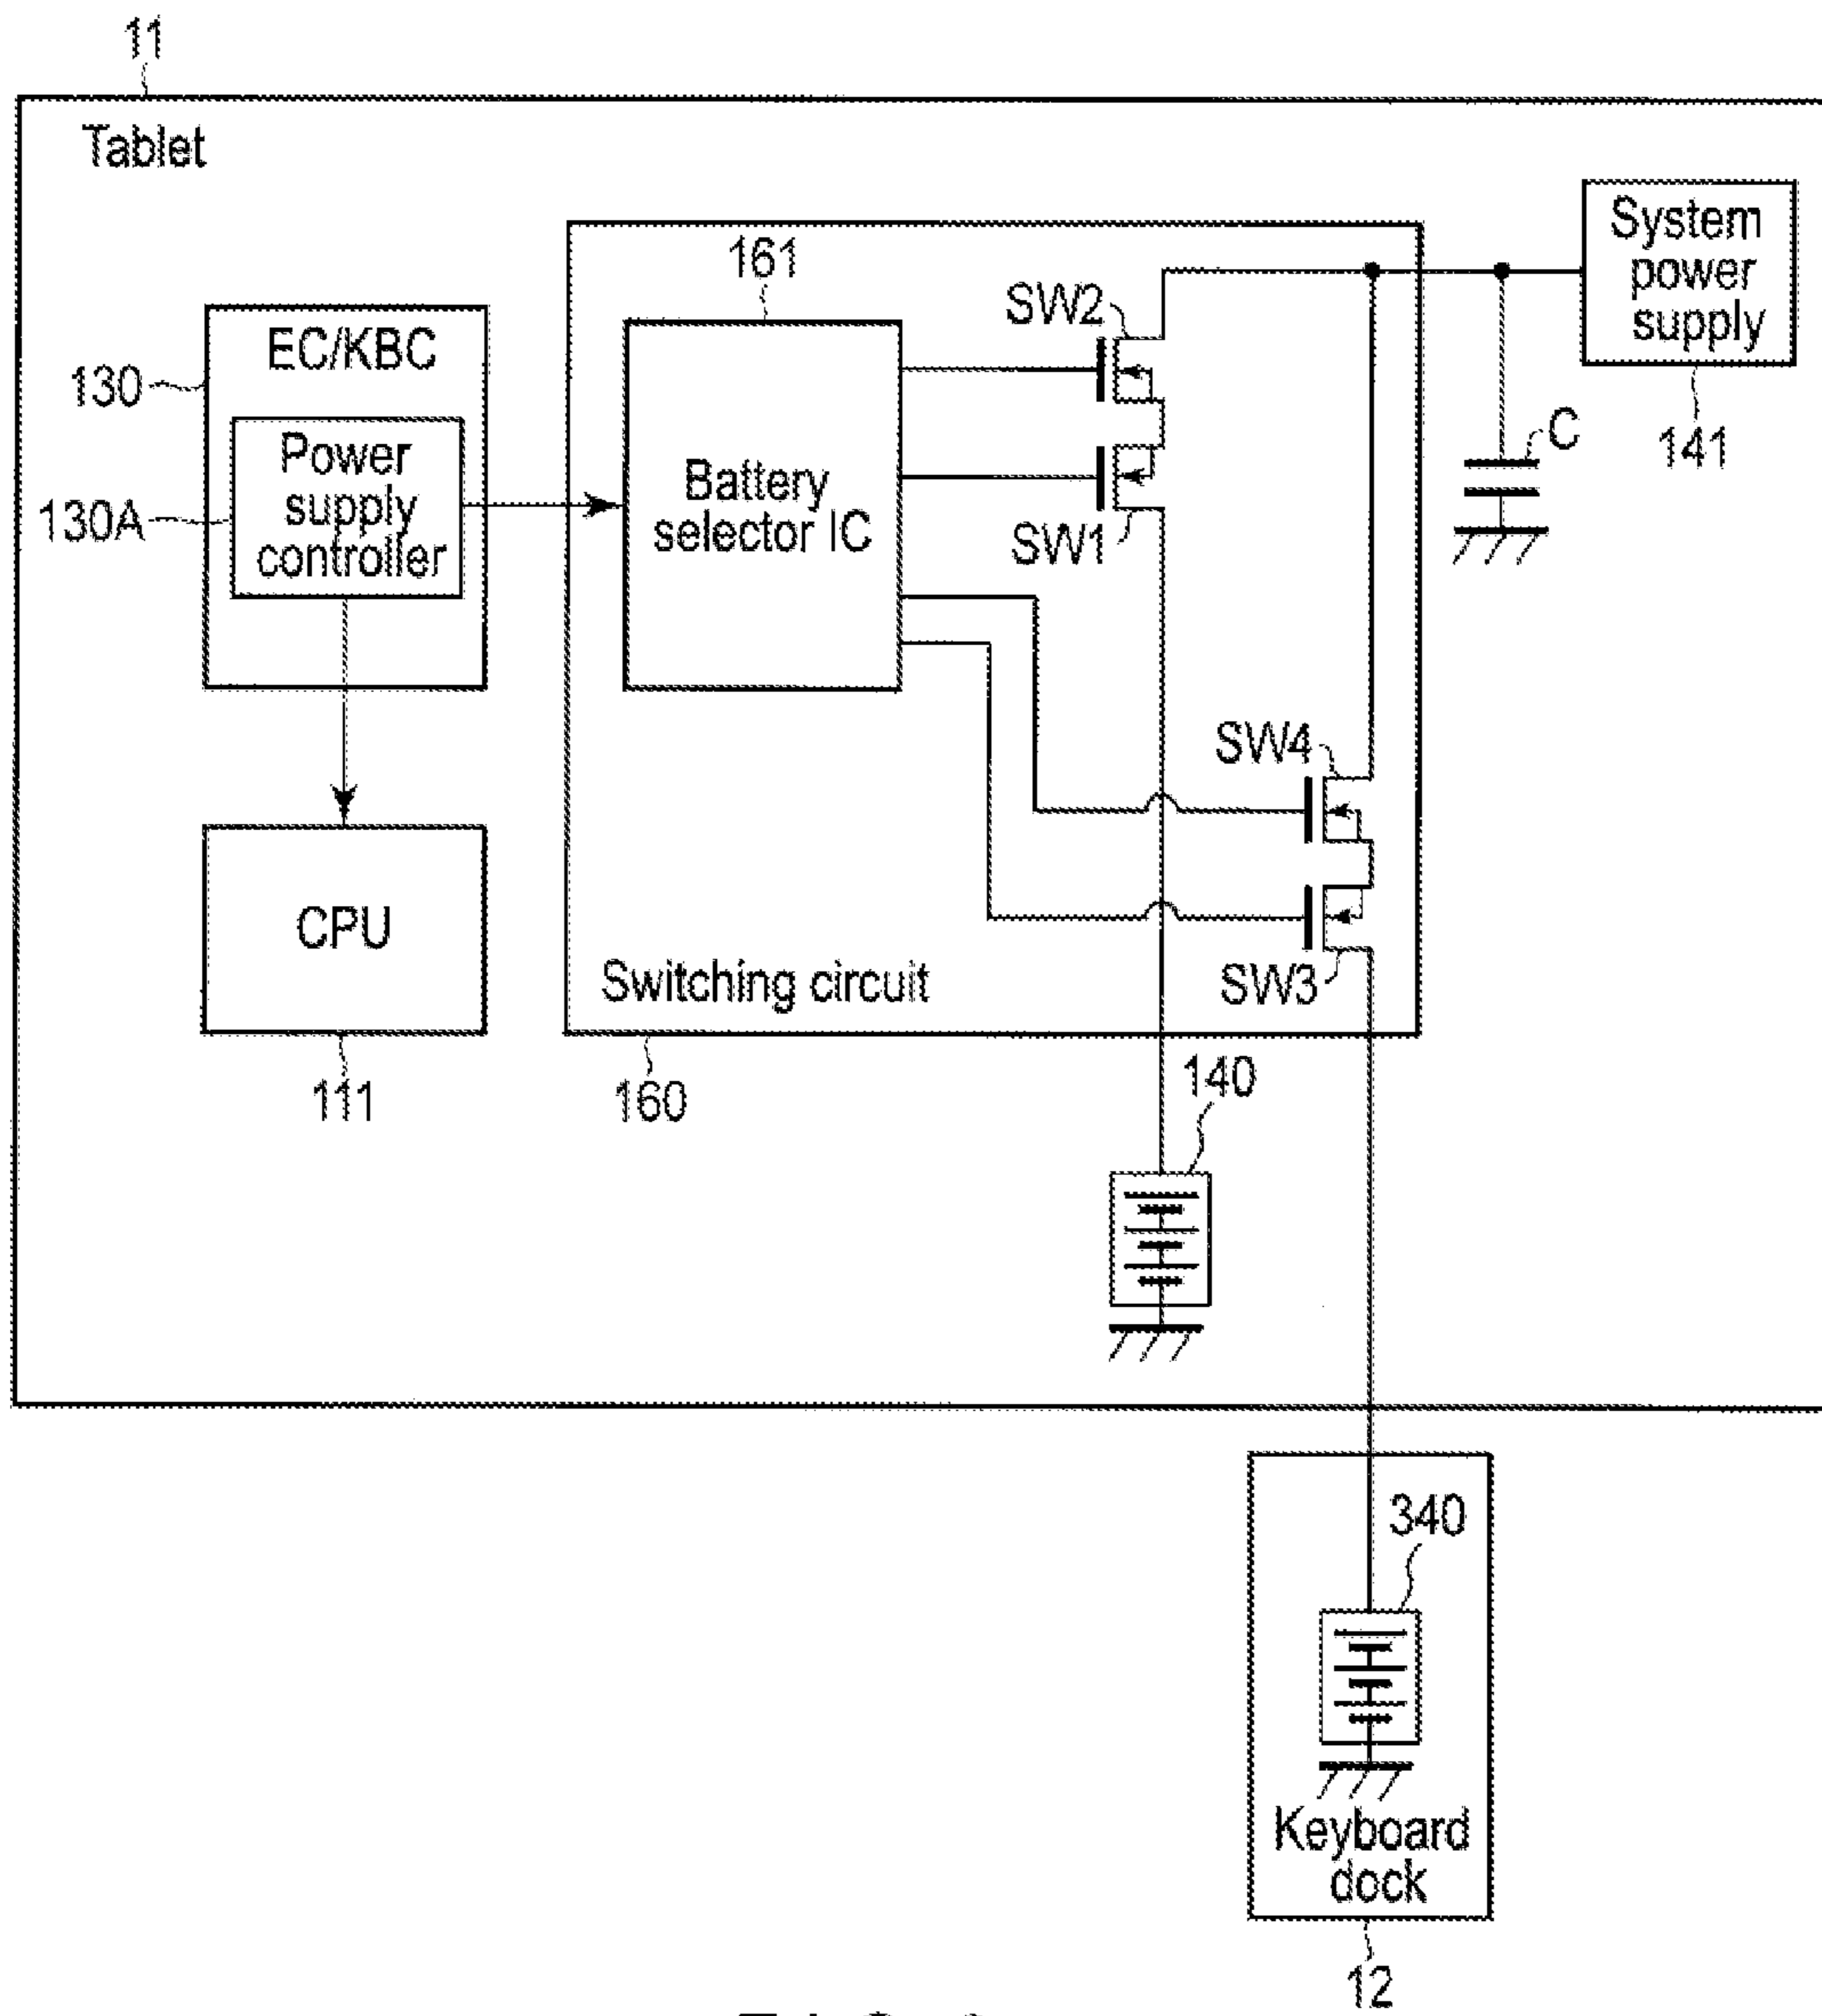 11
Tablet
161
SW2
System
power
supply
EC/KBC
130
Power
supply
controller
130A
Battery
selector IC
SW1
C
141
SW4
CPU
SW3
Switching circuit
111
160
140
340
Keyboard
dock
12